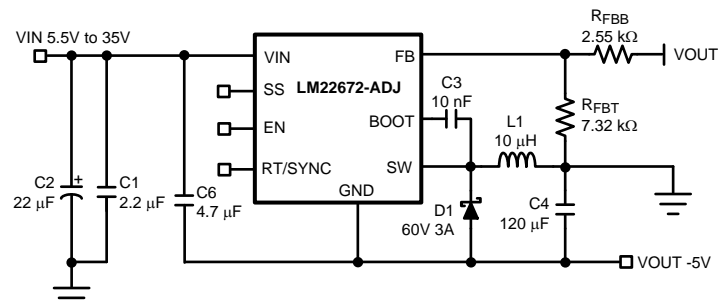 VIN 5.5V to 35V
VIN
FB
RFBB
2.55 kΩ
VOUT
SS
LM22672-ADJ
C3
10 nF
EN
BOOT
L1
10 μH
RFBT
7.32 kΩ
RT/SYNC
SW
GND
C2
22 μF
+
C1
2.2 μF
C6
4.7 μF
D1
60V 3A
C4
120 μF
VOUT -5V